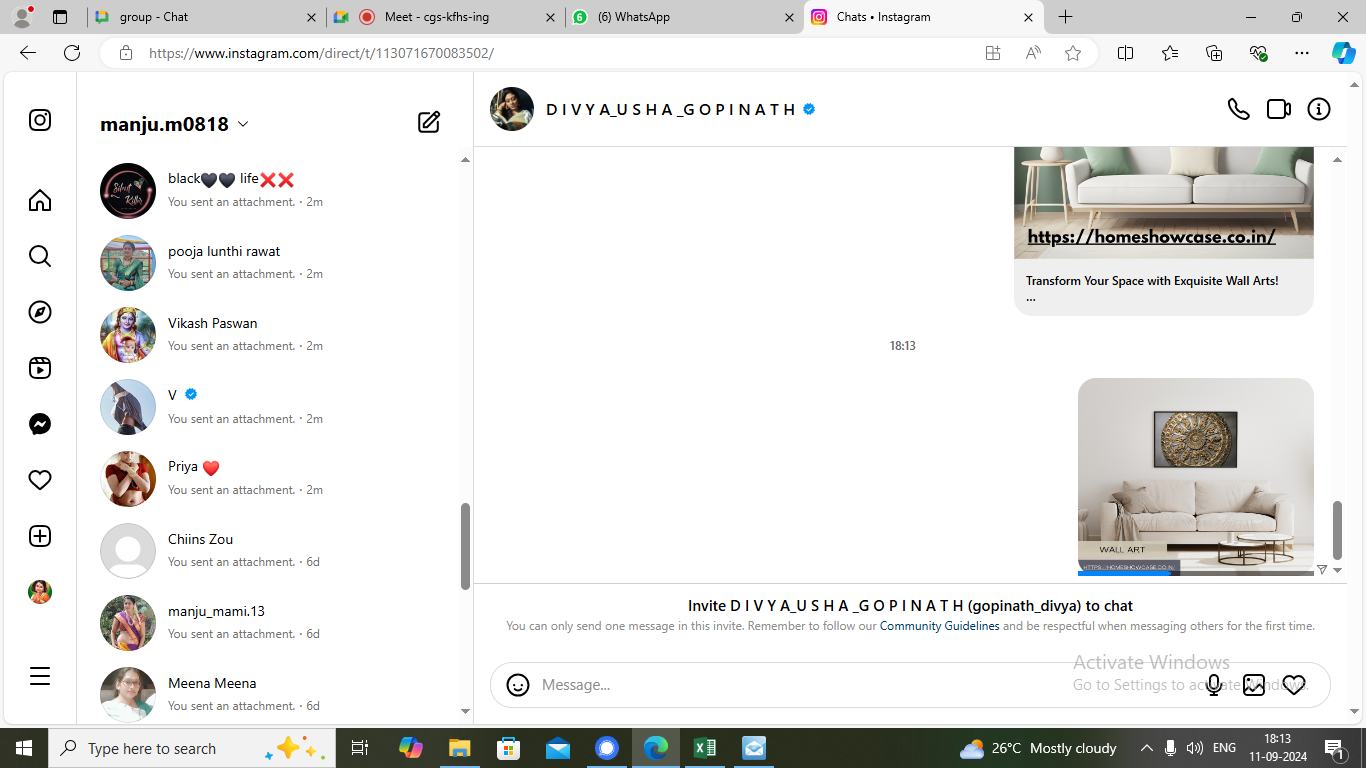 group - Chat
Meet - cgs-kfhs-ing
(6) WhatsApp
Chats • Instagram
https://www.instagram.com/direct/t/113071670083502/
manju.m0818
black🖤🖤 life❌❌
You sent an attachment. · 2m
pooja lunthi rawat
You sent an attachment. · 2m
Vikash Paswan
You sent an attachment. · 2m
V
You sent an attachment. · 2m
Priya ♥️
You sent an attachment. · 2m
Chiins Zou
You sent an attachment. · 6d
manju_mami.13
You sent an attachment. · 6d
Meena Meena
You sent an attachment. · 6d
D I V Y A_U S H A _G O P I N A T H
https://homeshowcase.co.in/
Transform Your Space with Exquisite Wall Arts!
...
18:13
WALL ART
HTTPS://HOMESHOWCASE.CO.IN/
Invite D I V Y A_U S H A _G O P I N A T H (gopinath_divya) to chat
You can only send one message in this invite. Remember to follow our Community Guidelines and be respectful when messaging others for the first time.
Message...
Activate Windows
Go to Settings to activate Windows.
Type here to search
26°C Mostly cloudy
ENG
18:13
11-09-2024
1